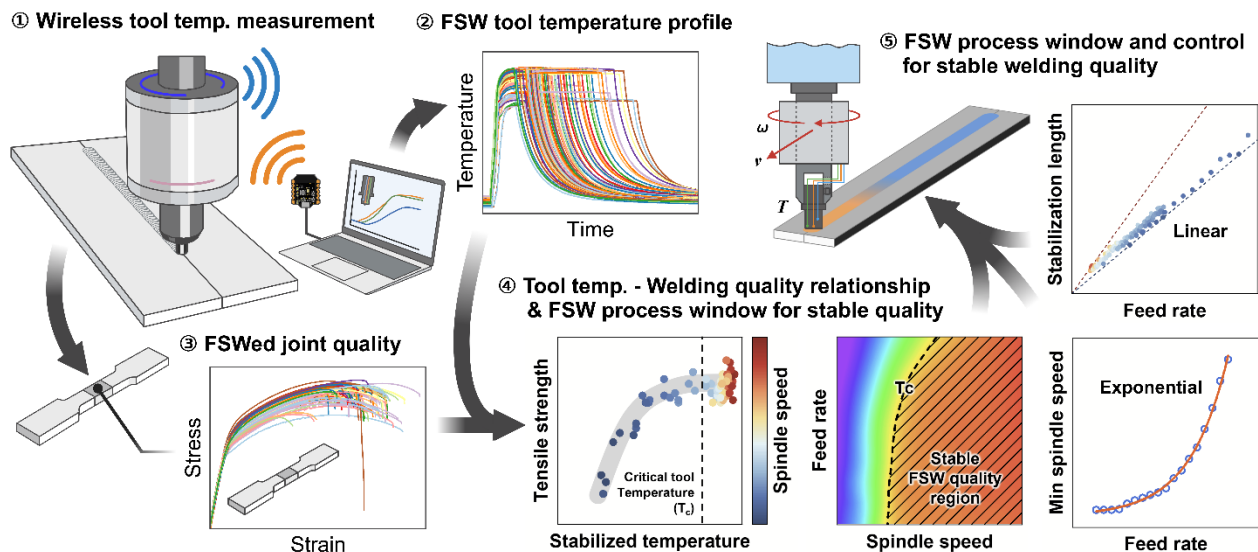 ① Wireless tool temp. measurement
② FSW tool temperature profile
Temperature
Time
③ FSWed joint quality
Stress
Strain
④ Tool temp. - Welding quality relationship
& FSW process window for stable quality
Tensile strength
Critical tool
Temperature
(Tc)
Stabilized temperature
Spindle speed
Feed rate
Tc
Stable
FSW quality
region
Spindle speed
⑤ FSW process window and control
for stable welding quality
ω
v
T
Stabilization length
Linear
Feed rate
Min spindle speed
Exponential
Feed rate